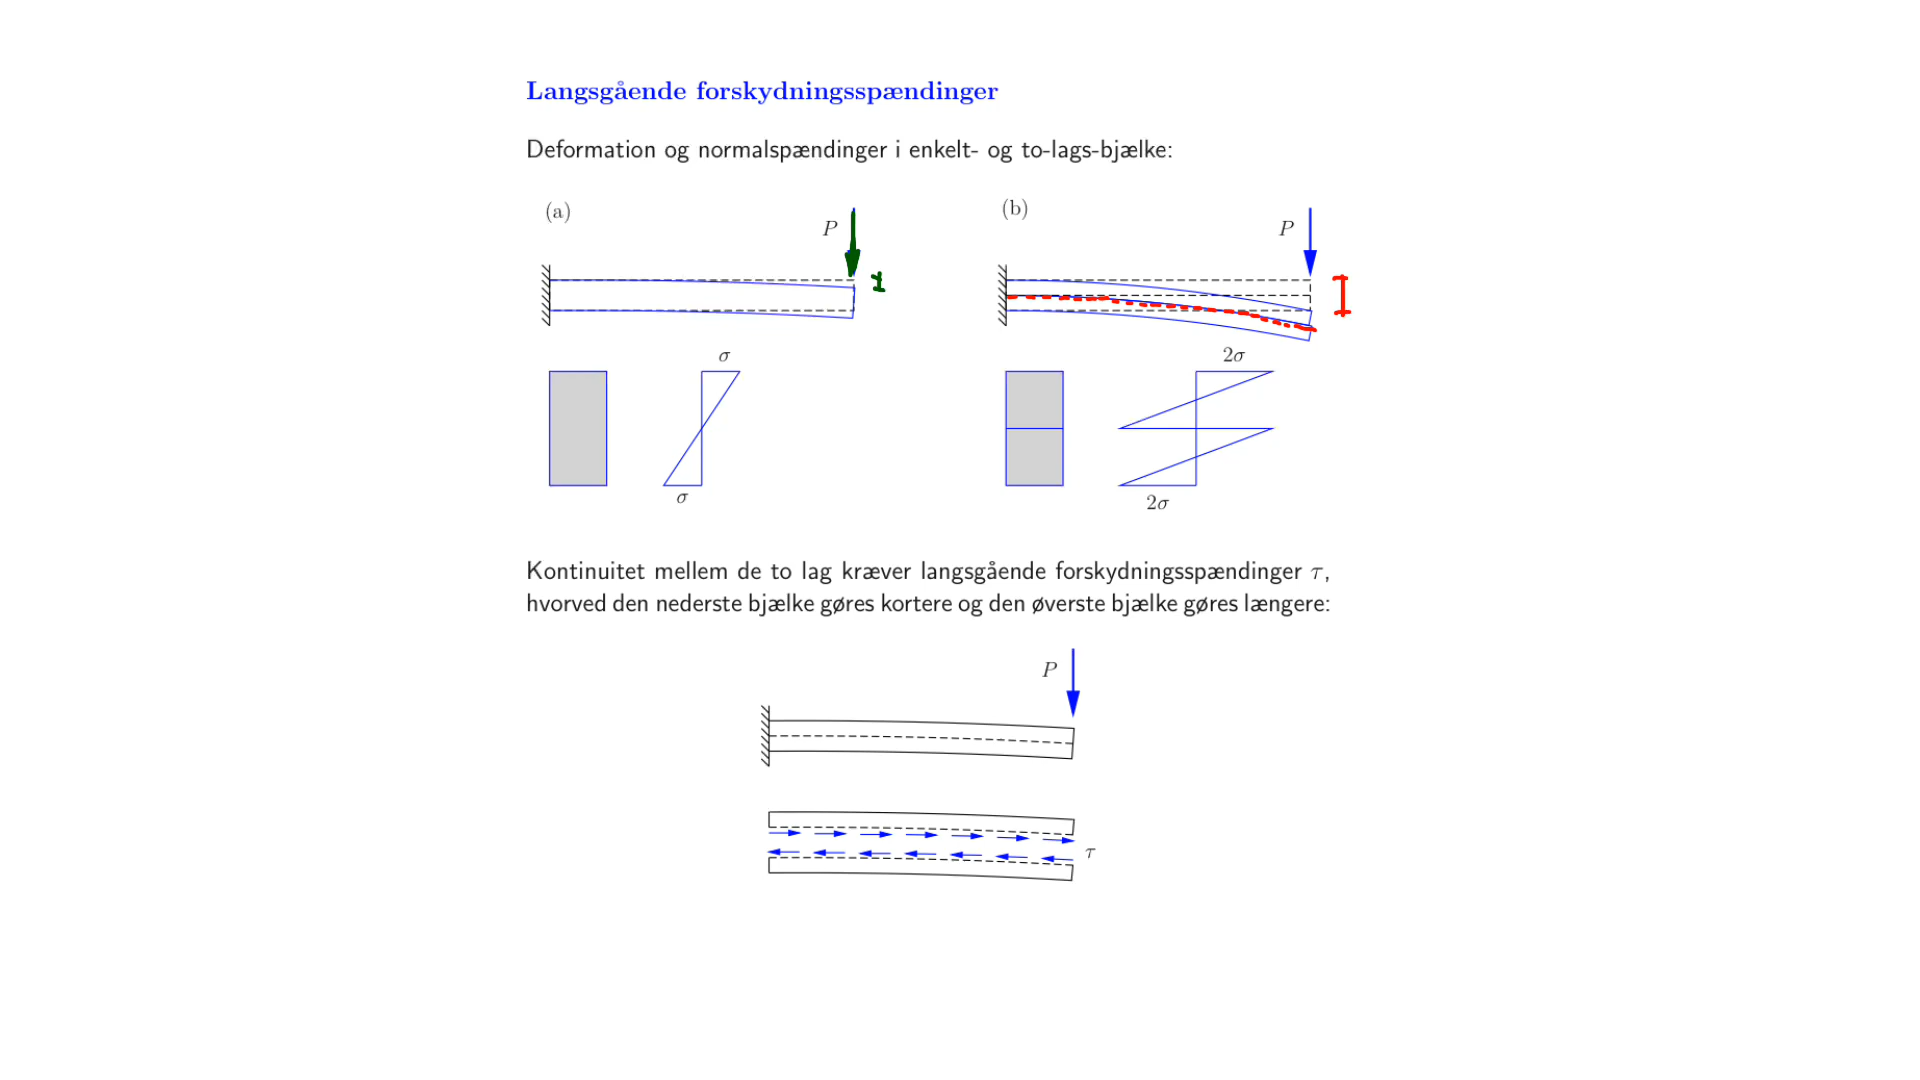 Langsgående forskydningsspændinger
Deformation og normalspændinger i enkelt- og to-lags-bjælke:
(a)
P
(b)
P
σ
σ
2σ
2σ
Kontinuitet mellem de to lag kræver langsgående forskydningsspændinger τ,
hvorved den nederste bjælke gøres kortere og den øverste bjælke gøres længere:
P
τ